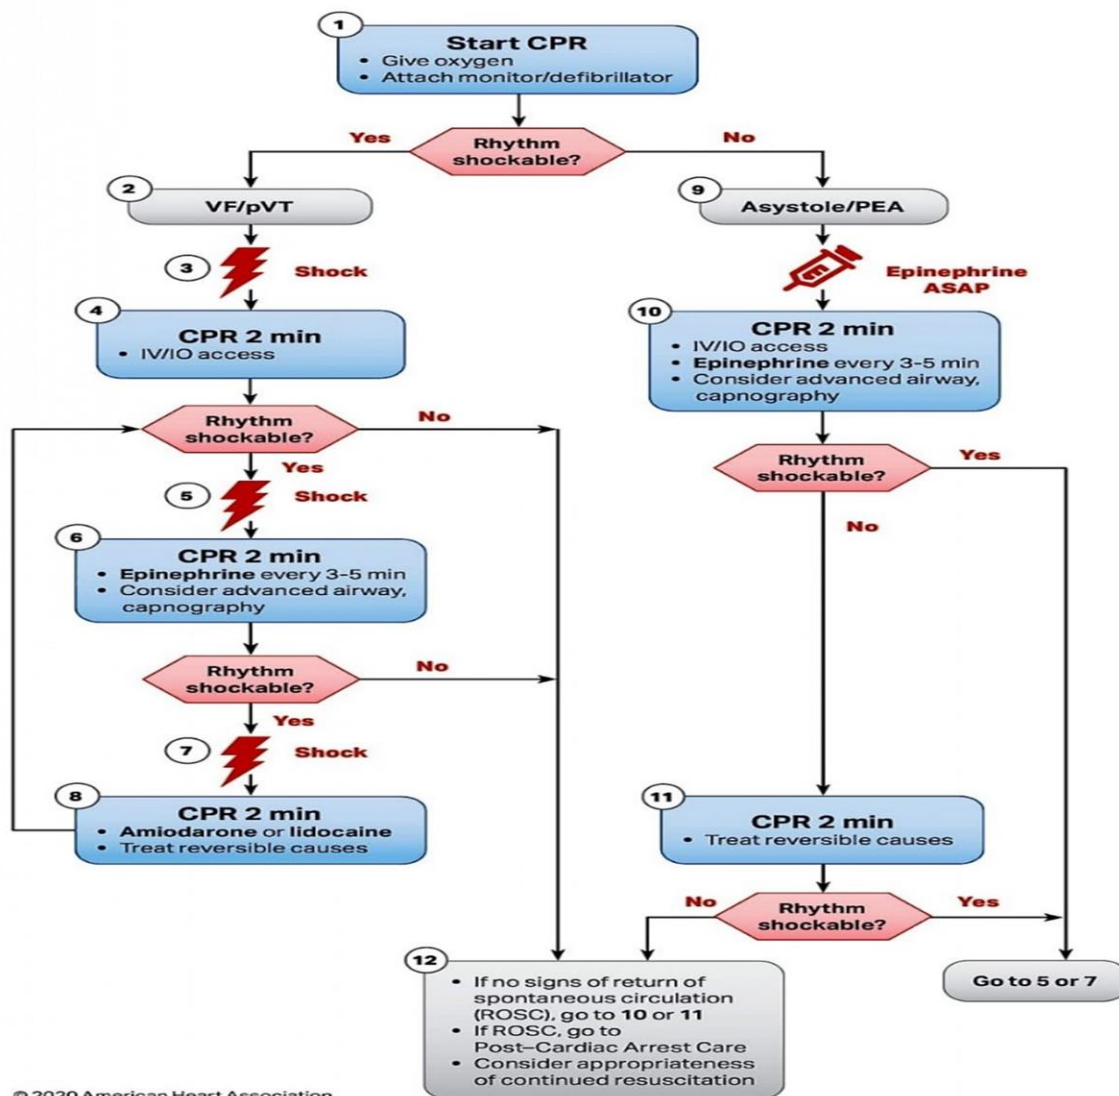 1
Start CPR
• Give oxygen
• Attach monitor/defibrillator
Yes
Rhythm
shockable?
No
2
VF/pVT
9
Asystole/PEA
3
Shock
Epinephrine
ASAP
4
CPR 2 min
• IV/IO access
10
CPR 2 min
• IV/IO access
• Epinephrine every 3-5 min
• Consider advanced airway,
capnography
Rhythm
shockable?
No
Yes
Rhythm
shockable?
Yes
No
5
Shock
6
CPR 2 min
• Epinephrine every 3-5 min
• Consider advanced airway,
capnography
Rhythm
shockable?
No
Yes
7
Shock
8
CPR 2 min
• Amiodarone or lidocaine
• Treat reversible causes
11
CPR 2 min
• Treat reversible causes
No
Rhythm
shockable?
Yes
12
• If no signs of return of
spontaneous circulation
(ROSC), go to 10 or 11
• If ROSC, go to
Post–Cardiac Arrest Care
• Consider appropriateness
of continued resuscitation
Go to 5 or 7
© 2020 American Heart Association